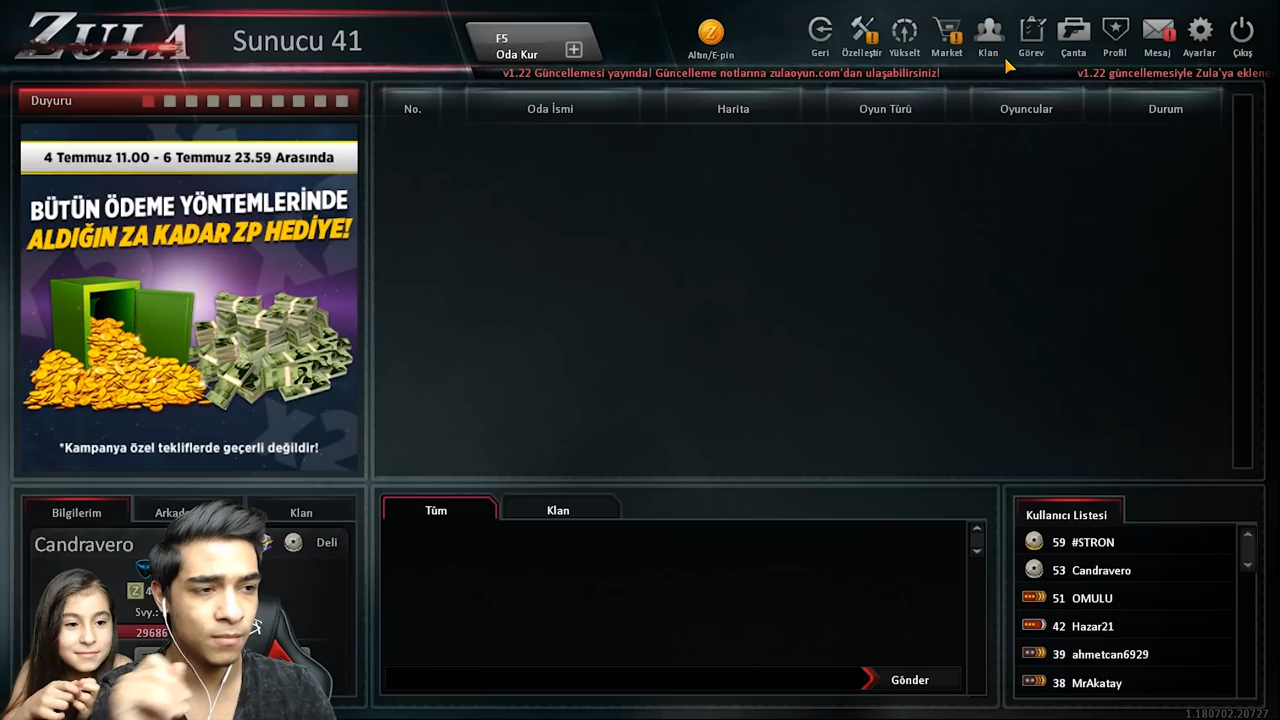 ZULA
Sunucu 41
F5
Oda Kur
Altın/E-pin
Geri
Özelleştir
Yükselt
Market
Klan
Görev
Çanta
Profil
Mesaj
Ayarlar
Çıkış
v1.22 Güncellemesi yayında! Güncelleme notlarına zulaoyun.com'dan ulaşabilirsiniz!
v1.22 güncellemesiyle Zula'ya eklene
Duyuru
No.
Oda İsmi
Harita
Oyun Türü
Oyuncular
Durum
4 Temmuz 11.00 - 6 Temmuz 23.59 Arasında
BÜTÜN ÖDEME YÖNTEMLERİNDE
ALDIĞIN ZA KADAR ZP HEDİYE!
*Kampanya özel tekliflerde geçerli değildir!
Bilgilerim
Arkada
Klan
Candravero
Deli
Z 4
Svy.:
29686
Tüm
Klan
Gönder
Kullanıcı Listesi
59 #STRON
53 Candravero
51 OMULU
42 Hazar21
39 ahmetcan6929
38 MrAkatay
1.180702.20727